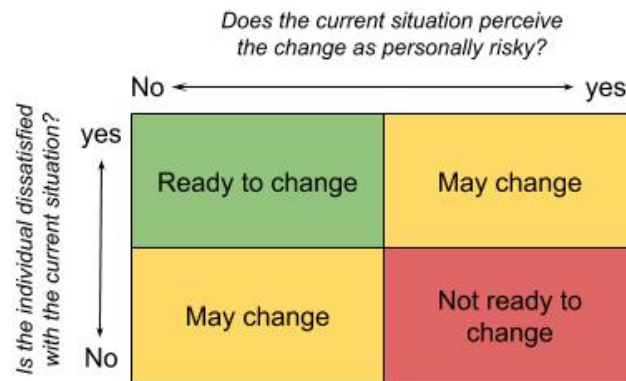 Does the current situation perceive
the change as personally risky?
No
yes
Is the individual dissatisfied
with the current situation?
yes
Ready to change
May change
No
May change
Not ready to
change